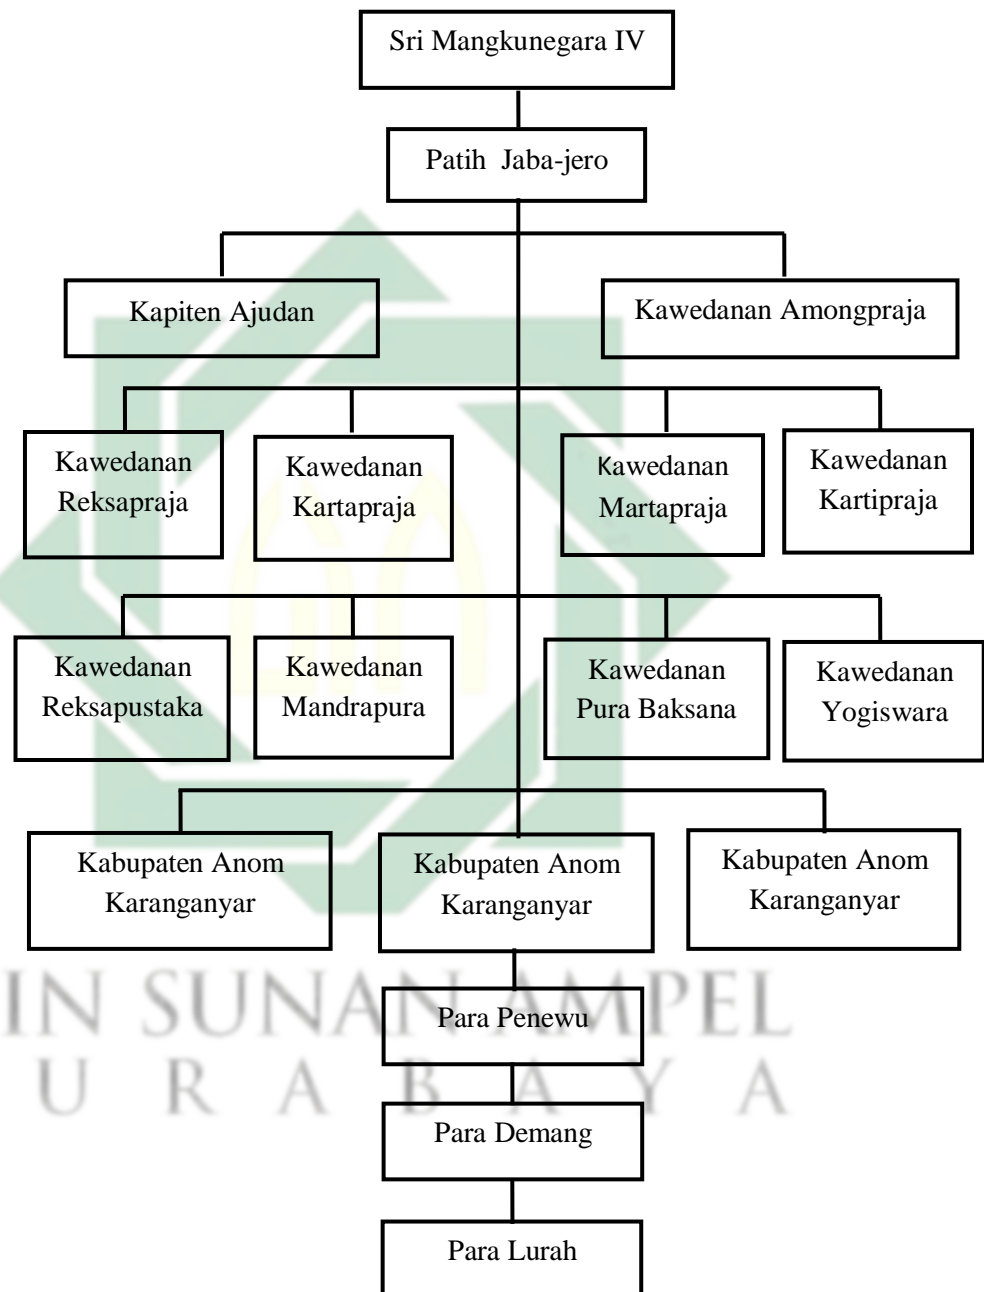 Sri Mangkunegara IV
Patih Jaba-jero
Kapiten Ajudan
Kawedanan Amongpraja
Kawedanan
Reksapraja
Kawedanan
Kartapraja
Kawedanan
Martapraja
Kawedanan
Kartipraja
Kawedanan
Reksapustaka
Kawedanan
Mandrapura
Kawedanan
Pura Baksana
Kawedanan
Yogiswara
Kabupaten Anom
Karanganyar
Kabupaten Anom
Karanganyar
Kabupaten Anom
Karanganyar
IN SUNAN AMPEL
Para Penewu
U R A B A Y A
Para Demang
Para Lurah